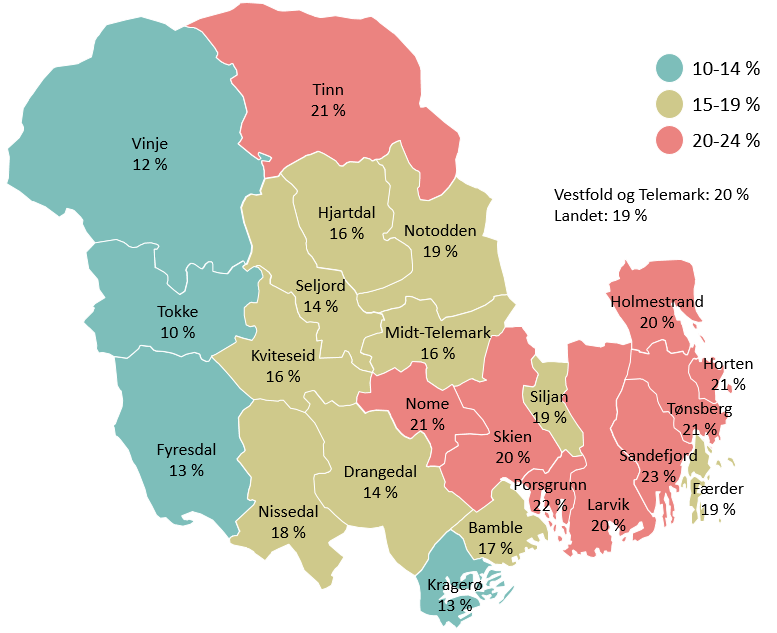 Tinn
21 %
10-14 %
15-19 %
20-24 %
Vinje
12 %
Vestfold og Telemark: 20 %
Landet: 19 %
Hjartdal
16 %
Notodden
19 %
Seljord
14 %
Holmestrand
20 %
Tokke
10 %
Midt-Telemark
16 %
Kviteseid
16 %
Horten
21 %
Siljan
19 %
Nome
21 %
Tønsberg
21 %
Skien
20 %
Fyresdal
13 %
Sandefjord
23 %
Drangedal
14 %
Porsgrunn
22 %
Færder
19 %
Larvik
20 %
Nissedal
18 %
Bamble
17 %
Kragerø
13 %